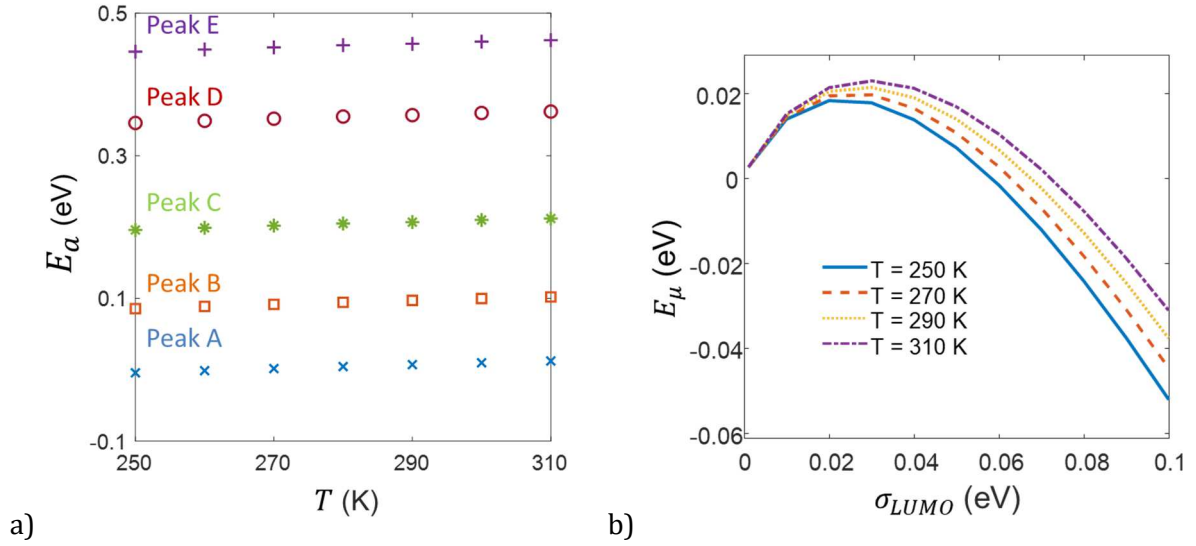 0.5
Peak E
Peak D
0.3
Peak C
Peak B
0.1
Peak A
-0.1
250
270
290
310
E_a (eV)
T (K)
a)
0.02
0
-0.02
-0.04
-0.06
E_μ (eV)
T = 250 K
T = 270 K
T = 290 K
T = 310 K
0
0.02
0.04
0.06
0.08
0.1
σ_LUMO (eV)
b)